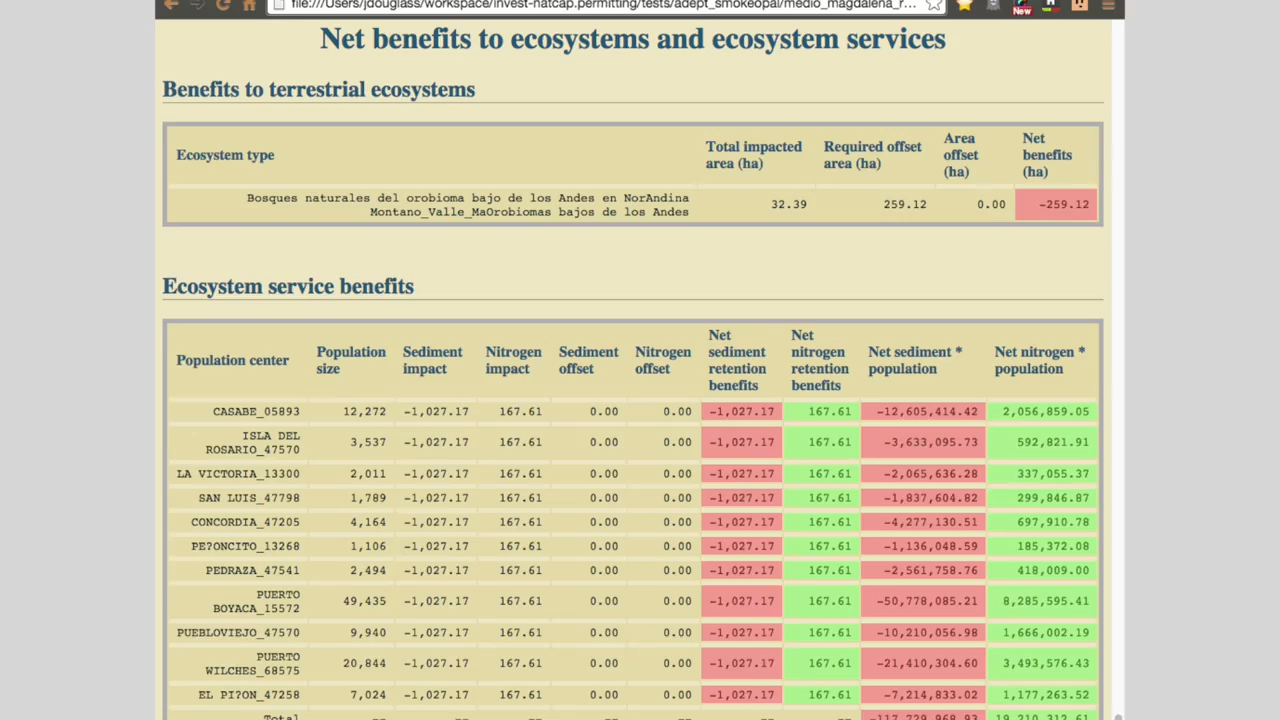 file:///Users/jdouglass/workspace/invest-natcap.permitting/tests/adept_smokeopal/medio_magdalena_r...
New
Net benefits to ecosystems and ecosystem services
Benefits to terrestrial ecosystems
Ecosystem type Total impacted area (ha) Required offset area (ha) Area offset (ha) Net benefits (ha)
Bosques naturales del orobioma bajo de los Andes en NorAndina
Montano_Valle_MaOrobiomas bajos de los Andes 32.39 259.12 0.00 -259.12
Ecosystem service benefits
Population center Population size Sediment impact Nitrogen impact Sediment offset Nitrogen offset Net sediment retention benefits Net nitrogen retention benefits Net sediment * population Net nitrogen * population
CASABE_05893 12,272 -1,027.17 167.61 0.00 0.00 -1,027.17 167.61 -12,605,414.42 2,056,859.05
ISLA DEL ROSARIO_47570 3,537 -1,027.17 167.61 0.00 0.00 -1,027.17 167.61 -3,633,095.73 592,821.91
LA VICTORIA_13300 2,011 -1,027.17 167.61 0.00 0.00 -1,027.17 167.61 -2,065,636.28 337,055.37
SAN LUIS_47798 1,789 -1,027.17 167.61 0.00 0.00 -1,027.17 167.61 -1,837,604.82 299,846.87
CONCORDIA_47205 4,164 -1,027.17 167.61 0.00 0.00 -1,027.17 167.61 -4,277,130.51 697,910.78
PE?ONCITO_13268 1,106 -1,027.17 167.61 0.00 0.00 -1,027.17 167.61 -1,136,048.59 185,372.08
PEDRAZA_47541 2,494 -1,027.17 167.61 0.00 0.00 -1,027.17 167.61 -2,561,758.76 418,009.00
PUERTO BOYACA_15572 49,435 -1,027.17 167.61 0.00 0.00 -1,027.17 167.61 -50,778,085.21 8,285,595.41
PUEBLOVIEJO_47570 9,940 -1,027.17 167.61 0.00 0.00 -1,027.17 167.61 -10,210,056.98 1,666,002.19
PUERTO WILCHES_68575 20,844 -1,027.17 167.61 0.00 0.00 -1,027.17 167.61 -21,410,304.60 3,493,576.43
EL PI?ON_47258 7,024 -1,027.17 167.61 0.00 0.00 -1,027.17 167.61 -7,214,833.02 1,177,263.52
Total -- -- -- -- -- -- -- -117,729,968.93 19,210,312.61